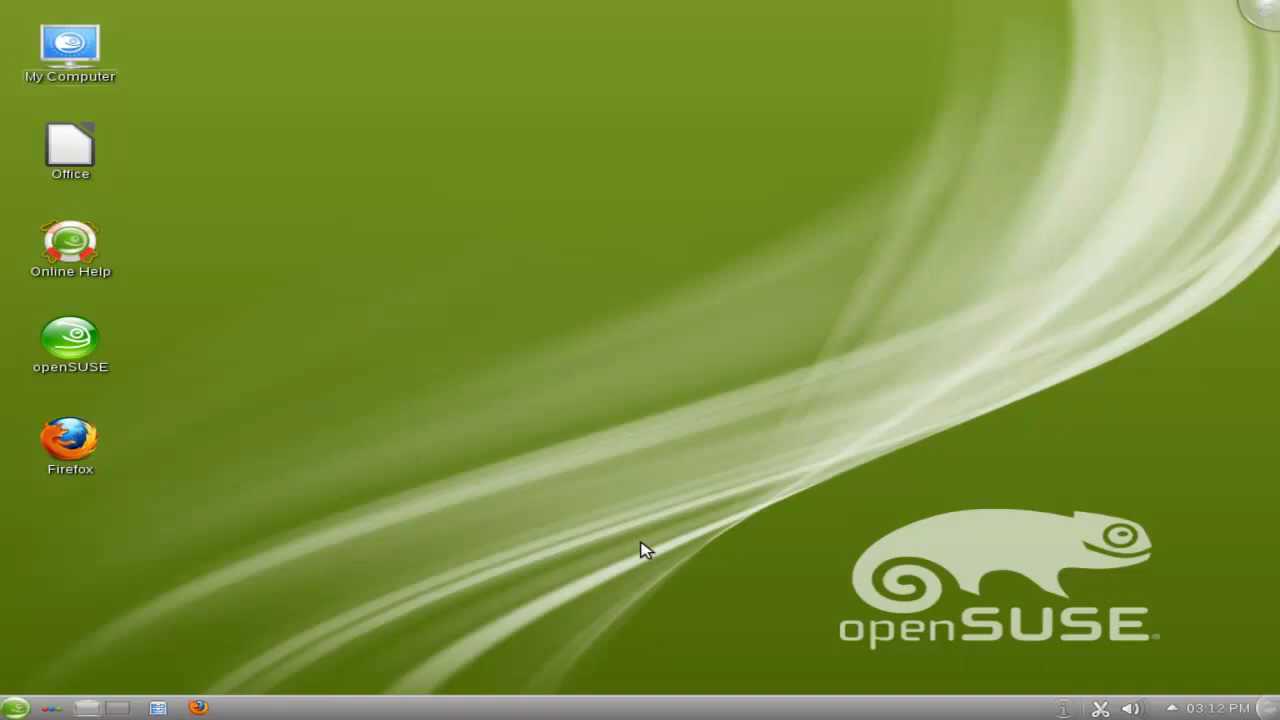 My Computer
Office
Online Help
openSUSE
Firefox
openSUSE
03:12 PM